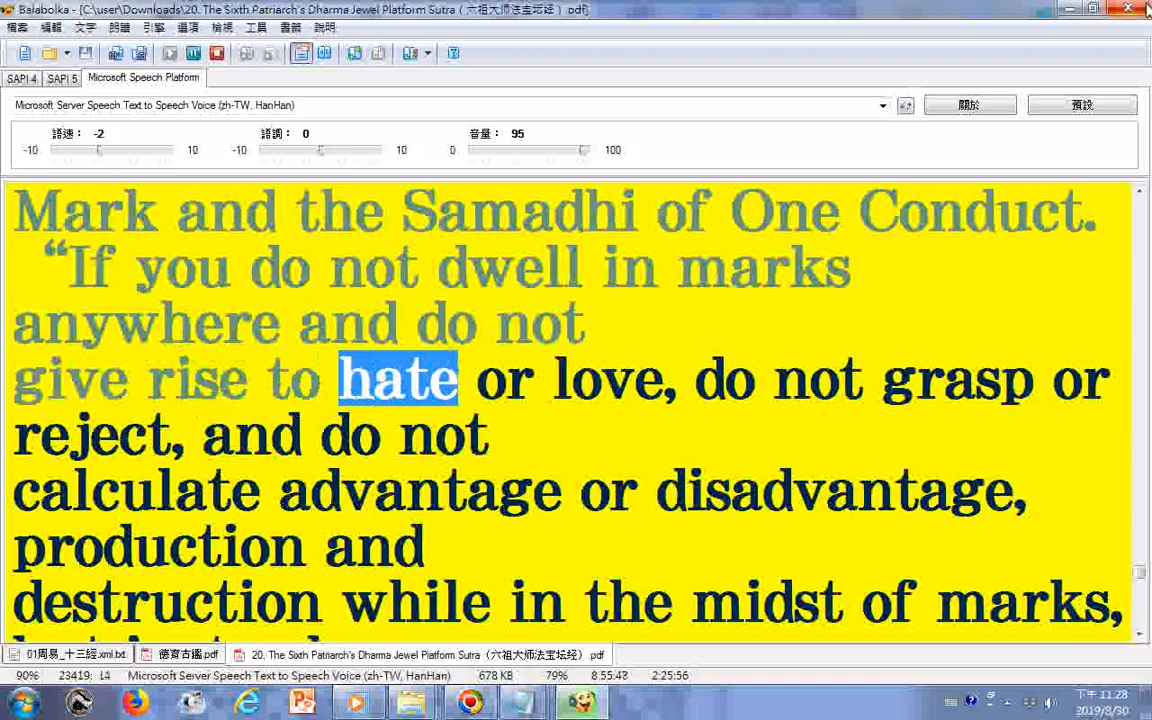 Balabolka - [C:\user\Downloads\20. The Sixth Patriarch's Dharma Jewel Platform Sutra（六祖大师法宝坛经）.pdf]
檔案 編輯 文字 朗讀 引擎 選項 檢視 工具 書籤 說明
SAPI 4 SAPI 5 Microsoft Speech Platform
Microsoft Server Speech Text to Speech Voice (zh-TW, HanHan) 關於 預設
語速： -2 語調： 0 音量： 95
-10 10 -10 10 0 100
Mark and the Samadhi of One Conduct.
“If you do not dwell in marks
anywhere and do not
give rise to hate or love, do not grasp or
reject, and do not
calculate advantage or disadvantage,
production and
destruction while in the midst of marks,
01周易_十三經.xml.txt 德育古鑑.pdf 20. The Sixth Patriarch's Dharma Jewel Platform Sutra（六祖大师法宝坛经）.pdf
90% 23419: 14 Microsoft Server Speech Text to Speech Voice (zh-TW, HanHan) 678 KB 79% 8:55:43 2:25:56
下午 11:28
2019/8/30